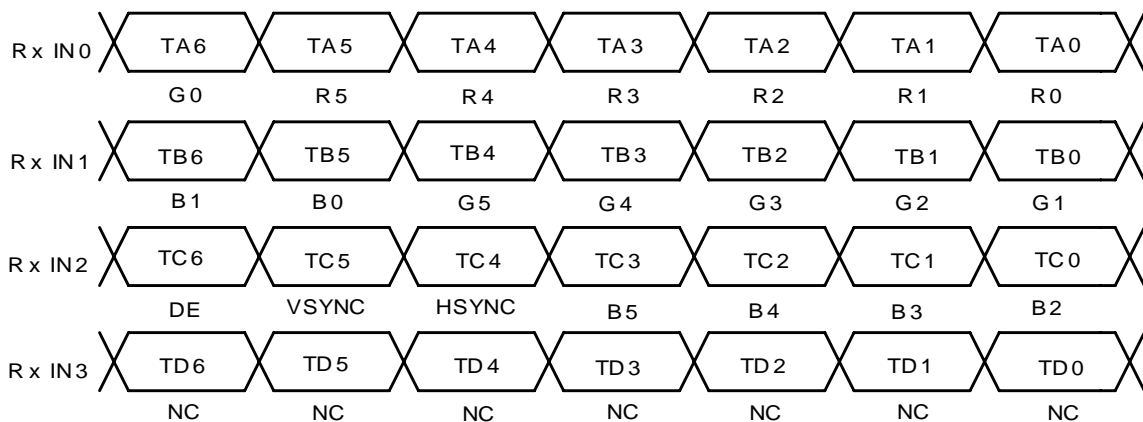 Rx IN0 TA6 TA5 TA4 TA3 TA2 TA1 TA0
G0 R5 R4 R3 R2 R1 R0
Rx IN1 TB6 TB5 TB4 TB3 TB2 TB1 TB0
B1 B0 G5 G4 G3 G2 G1
Rx IN2 TC6 TC5 TC4 TC3 TC2 TC1 TC0
DE VSYNC HSYNC B5 B4 B3 B2
Rx IN3 TD6 TD5 TD4 TD3 TD2 TD1 TD0
NC NC NC NC NC NC NC